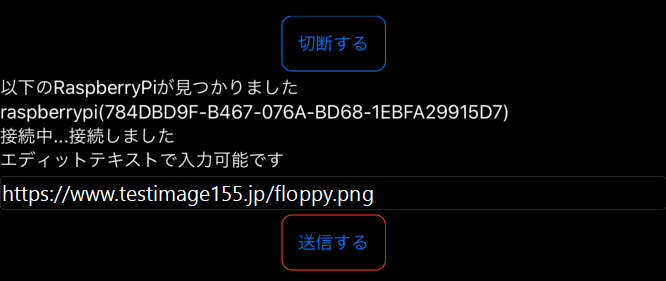 切断する
以下のRaspberryPiが見つかりました
raspberrypi(784DBD9F-B467-076A-BD68-1EBFA29915D7)
接続中...接続しました
エディットテキストで入力可能です
https://www.testimage155.jp/floppy.png
送信する